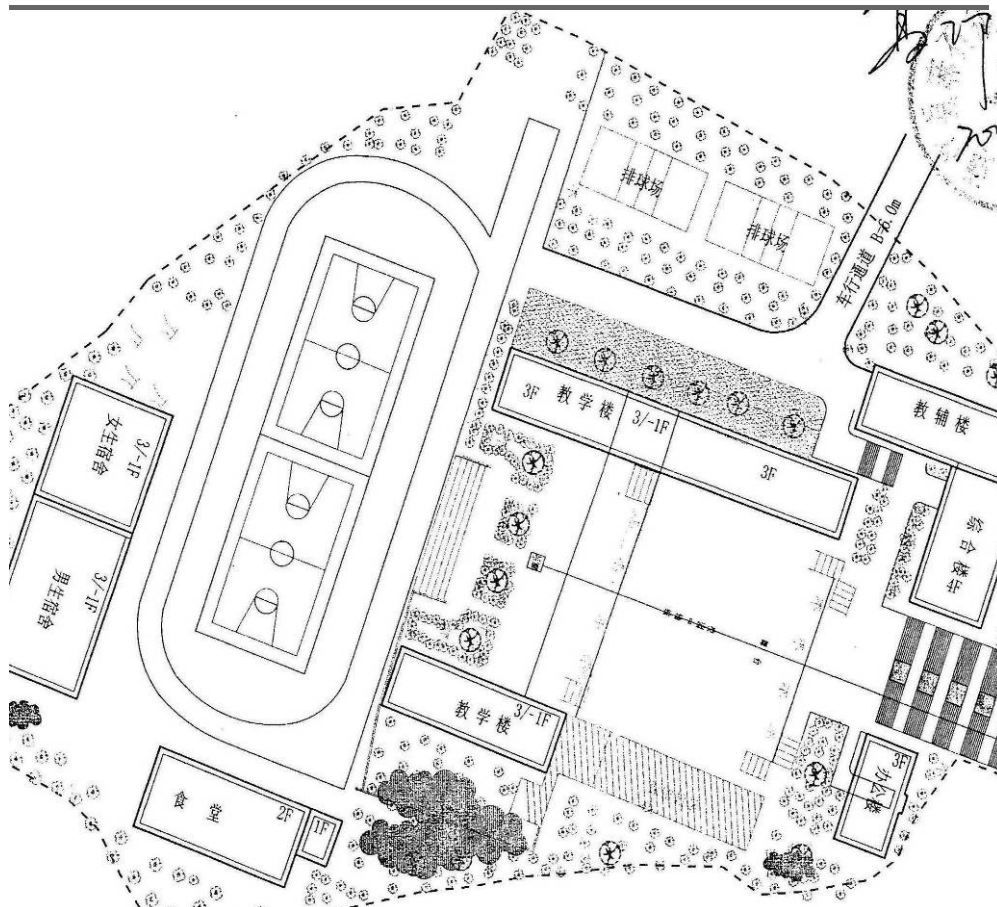 排球场
排球场
车行通道 B=6.0m
3F 教学楼 3/-1F
3F
教辅楼
综合楼
3/-1F
女生宿舍
3/-1F
男生宿舍
教学楼 3/-1F
3F
办公楼
食堂 2F
1F